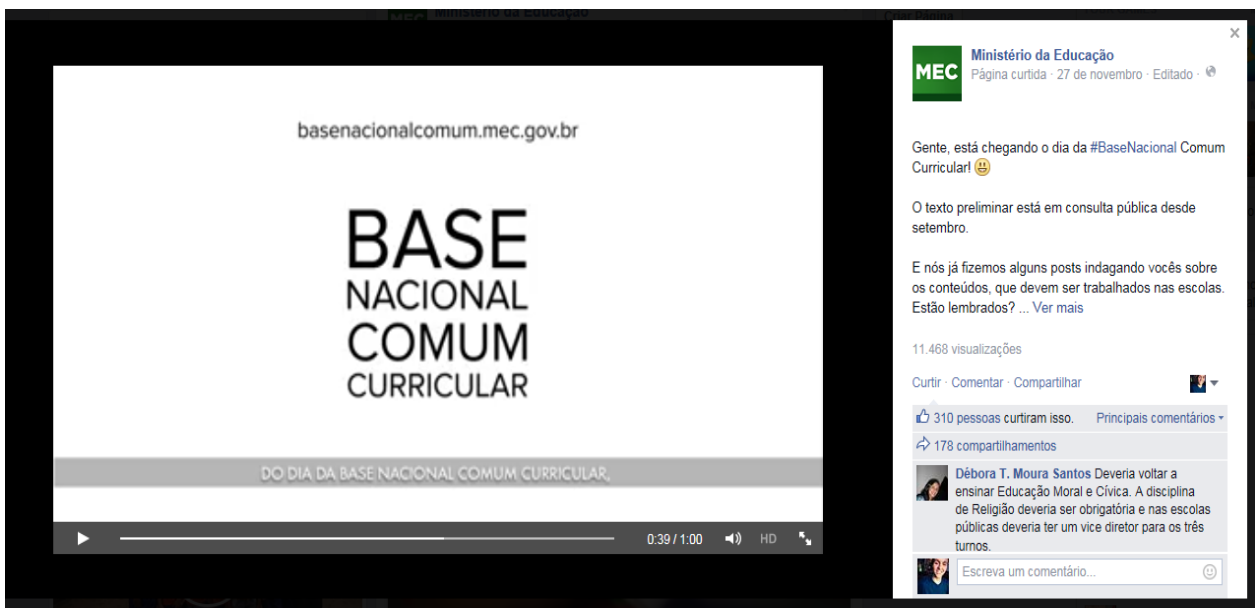 Ministério da Educação
Criar Página
basenacionalcomum.mec.gov.br
BASE
NACIONAL
COMUM
CURRICULAR
DO DIA DA BASE NACIONAL COMUM CURRICULAR,
0:39 / 1:00
HD
MEC
Ministério da Educação
Página curtida · 27 de novembro · Editado ·
Gente, está chegando o dia da #BaseNacional Comum
Curricular!
O texto preliminar está em consulta pública desde
setembro.
E nós já fizemos alguns posts indagando vocês sobre
os conteúdos, que devem ser trabalhados nas escolas.
Estão lembrados? ... Ver mais
11.468 visualizações
Curtir · Comentar · Compartilhar
310 pessoas curtiram isso. Principais comentários
178 compartilhamentos
Débora T. Moura Santos Deveria voltar a
ensinar Educação Moral e Cívica. A disciplina
de Religião deveria ser obrigatória e nas escolas
públicas deveria ter um vice diretor para os três
turnos.
Escreva um comentário...